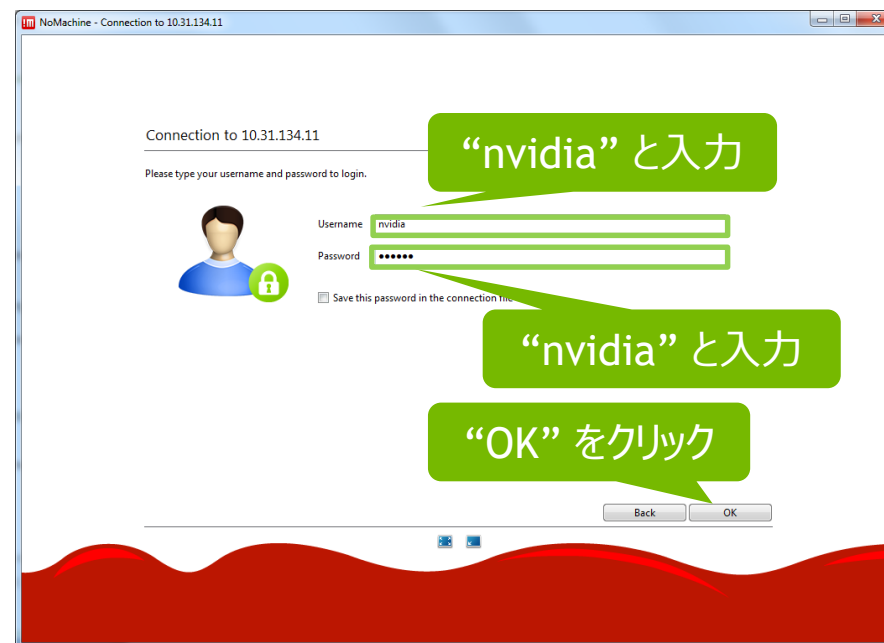 NoMachine - Connection to 10.31.134.11
Connection to 10.31.134.11
“nvidia” と入力
Please type your username and password to login.
Username nvidia
Password ••••••
Save this password in the connection file
“nvidia” と入力
“OK” をクリック
Back OK